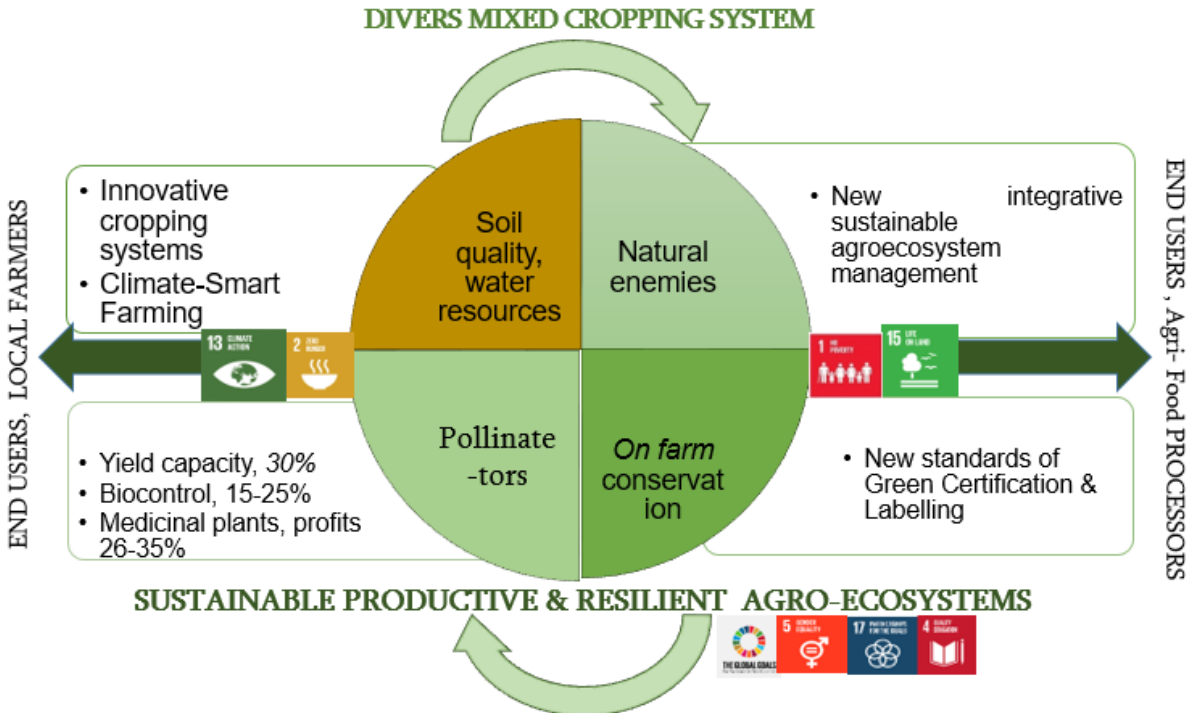 DIVERS MIXED CROPPING SYSTEM
• Innovative
cropping
systems
• Climate-Smart
Farming
Soil
quality,
water
resources
Natural
enemies
• New integrative
sustainable
agroecosystem
management
END USERS, LOCAL FARMERS
13 CLIMATE
ACTION
2 ZERO
HUNGER
1 NO
POVERTY
15 LIFE
ON LAND
END USERS , Agri- Food PROCESSORS
• Yield capacity, 30%
• Biocontrol, 15-25%
• Medicinal plants, profits
26-35%
Pollinate
-tors
On farm
conservat
ion
• New standards of
Green Certification &
Labelling
SUSTAINABLE PRODUCTIVE & RESILIENT AGRO-ECOSYSTEMS
THE GLOBAL GOALS
5 GENDER
EQUALITY
17 PARTNERSHIPS
FOR THE GOALS
4 QUALITY
EDUCATION